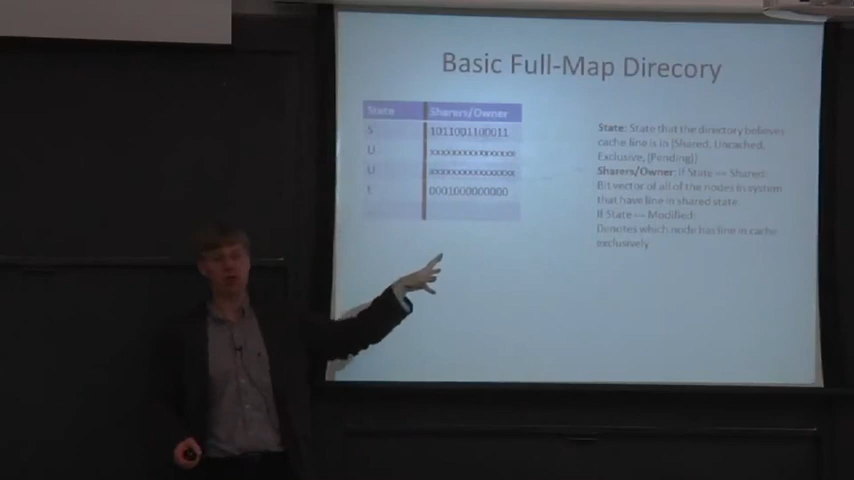 Basic Full-Map Direcory
State Sharers/Owner
S 1011001100011
U xxxxxxxxxxxxxxx
U xxxxxxxxxxxxxxx
E 0001000000000
State: State that the directory believes
cache line is in {Shared, Uncached,
Exclusive, (Pending)}
Sharers/Owner: If State == Shared:
Bit vector of all of the nodes in system
that have line in shared state
If State == Modified:
Denotes which node has line in cache
exclusively